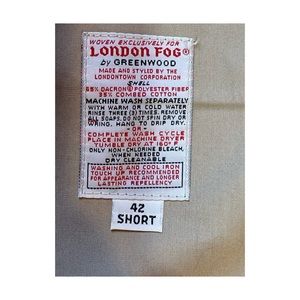 WOVEN EXCLUSIVELY FOR
LONDON FOG®
by GREENWOOD
MADE AND STYLED BY THE
LONDONTOWN CORPORATION
SHELL
65% DACRON® POLYESTER FIBER
35% COMBED COTTON
MACHINE WASH SEPARATELY
WITH WARM OR COLD WATER
RINSE THREE (3) TIMES. REMOVE
ALL SOAPS. DO NOT SPIN DRY OR
WRING. HANG TO DRIP DRY.
-OR-
COMPLETE WASH CYCLE
PLACE IN MACHINE DRYER
TUMBLE DRY AT 160° F
ONLY NON-CHLORINE BLEACH,
WHEN NEEDED
DRY CLEANABLE
WASHING AND COOL IRON
TOUCH UP RECOMMENDED
FOR APPEARANCE AND LONGER
LASTING REPELLENCY
42
SHORT